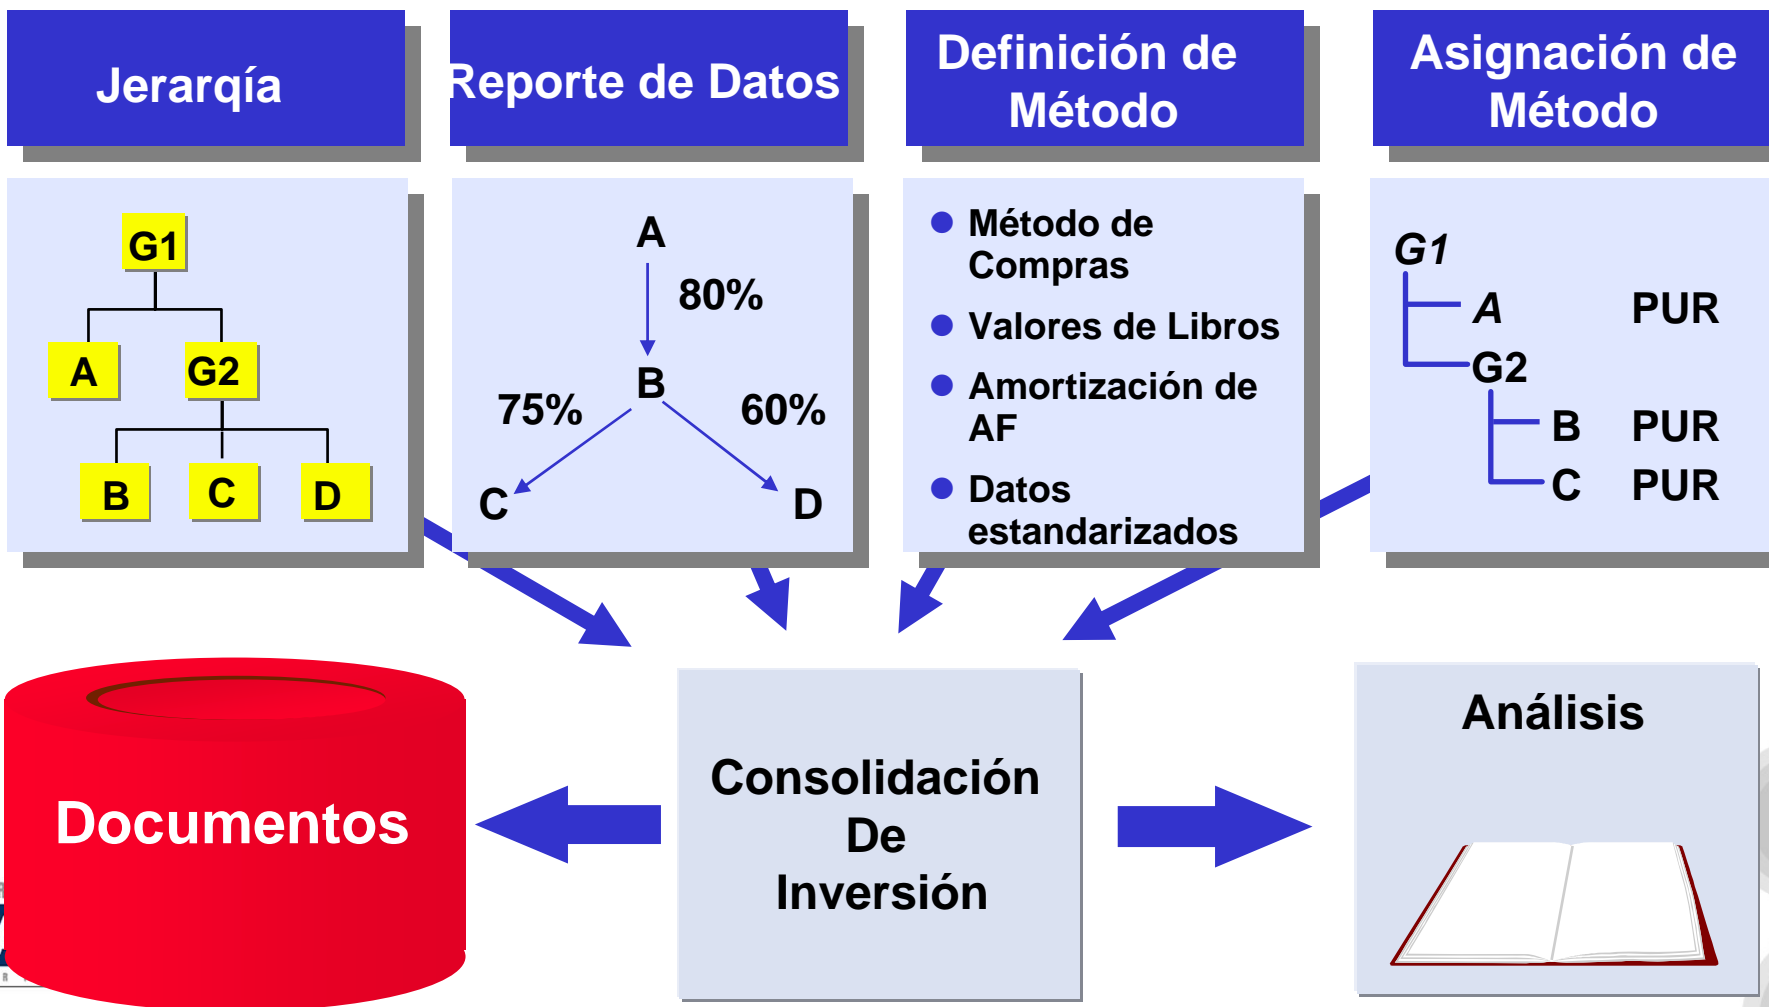 Jerarqía
Reporte de Datos
Definición de
Método
Asignación de
Método
G1
A
G2
B
C
D
A
80%
B
75%
60%
C
D
Método de
Compras
Valores de Libros
Amortización de
AF
Datos
estandarizados
G1
A PUR
G2
B PUR
C PUR
Documentos
Consolidación
De
Inversión
Análisis